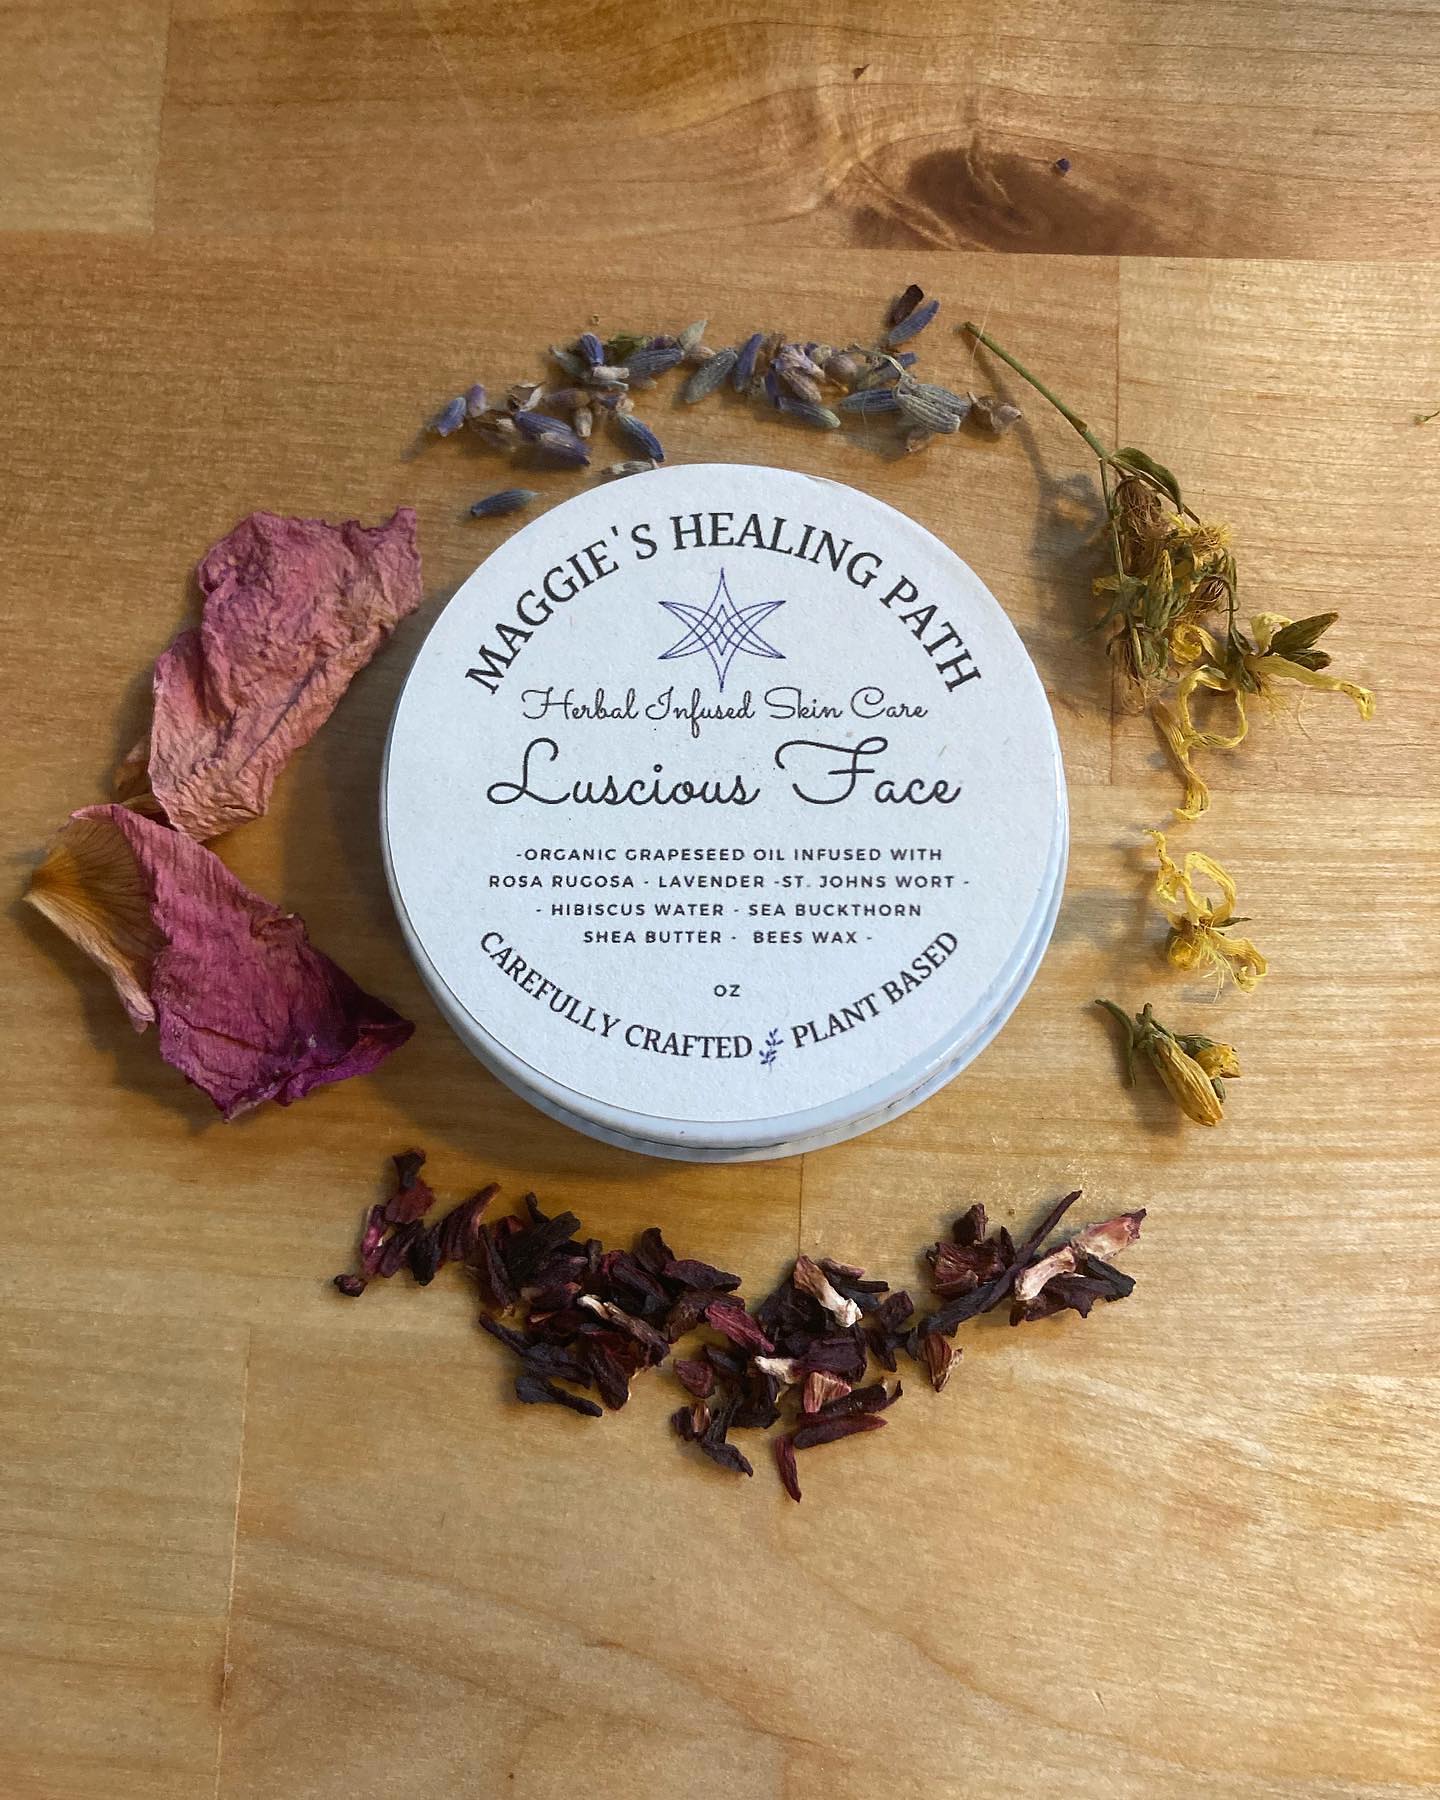 MAGGIE'S HEALING PATH
Herbal Infused Skin Care
Luscious Face
-ORGANIC GRAPESEED OIL INFUSED WITH
ROSA RUGOSA - LAVENDER -ST. JOHNS WORT -
- HIBISCUS WATER - SEA BUCKTHORN
SHEA BUTTER - BEES WAX -
OZ
CAREFULLY CRAFTED PLANT BASED